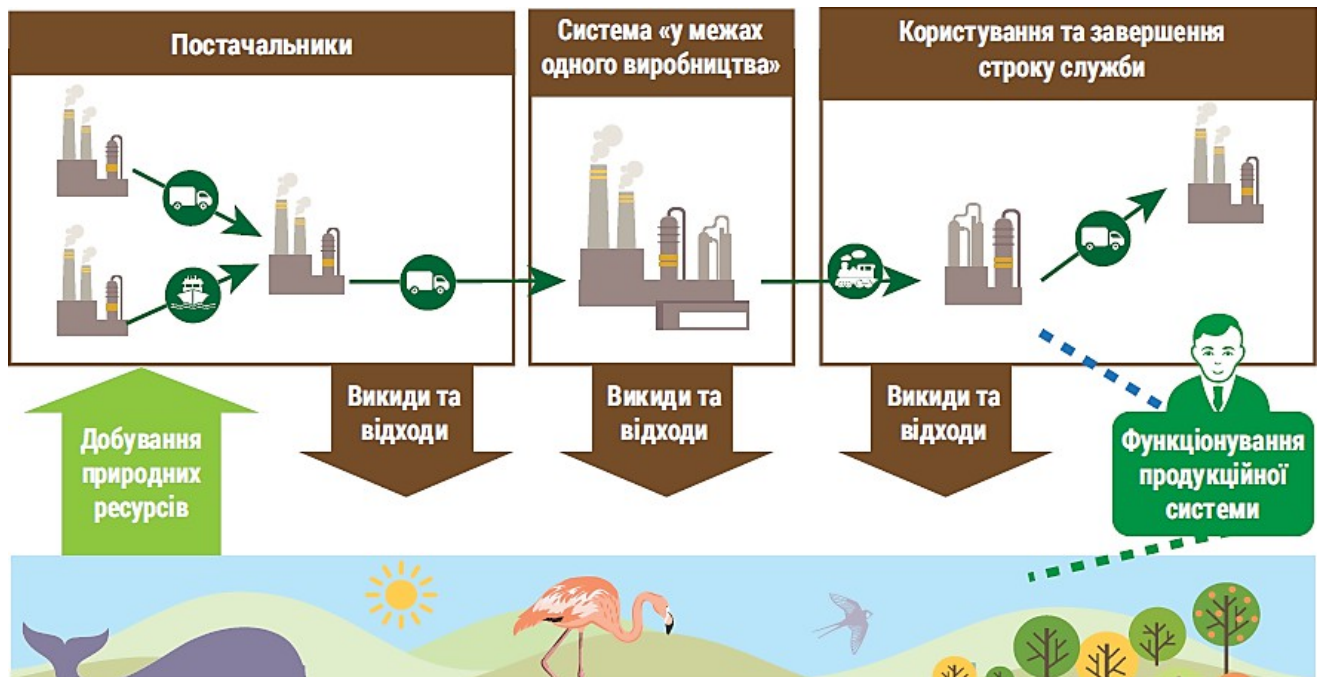 Постачальники
Система «у межах
одного виробництва»
Користування та завершення
строку служби
Добування
природних
ресурсів
Викиди та
відходи
Викиди та
відходи
Викиди та
відходи
Функціонування
продукційної
системи